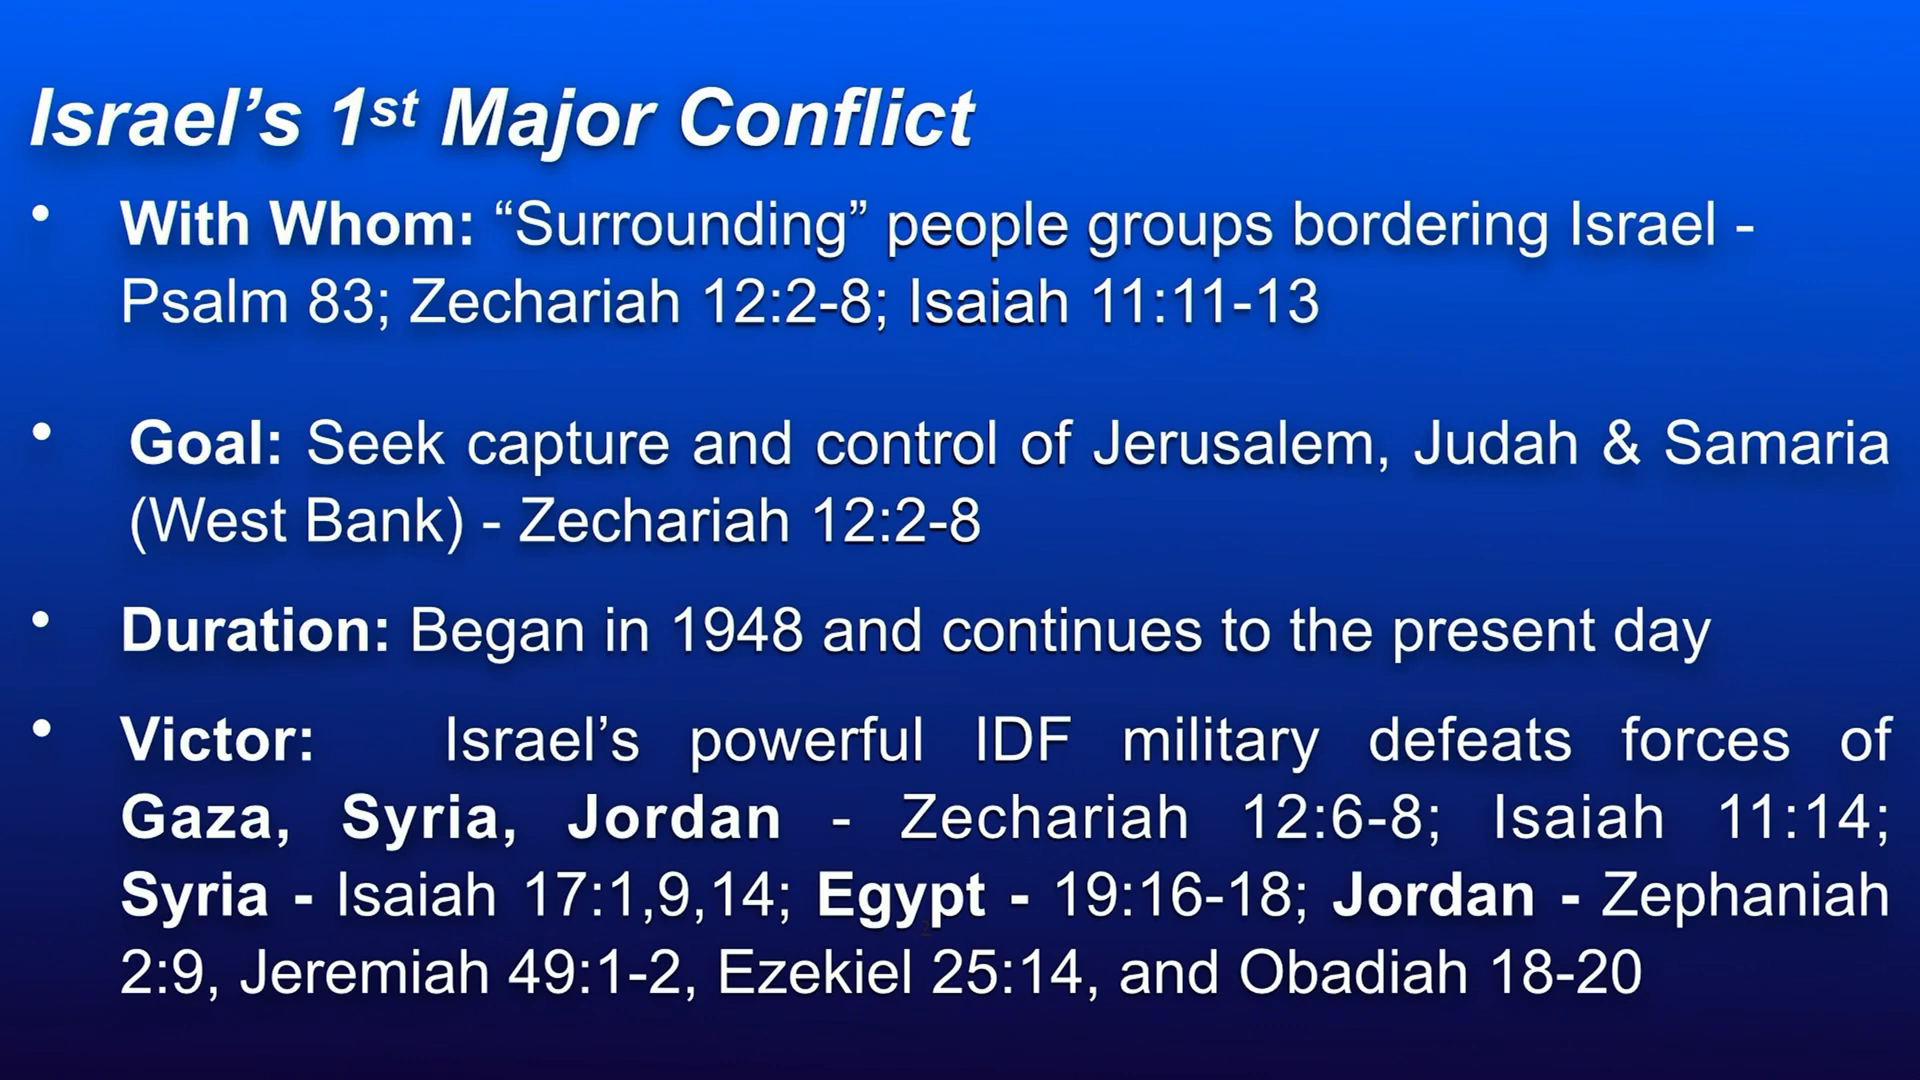 Israel’s 1st Major Conflict
• With Whom: “Surrounding” people groups bordering Israel -
Psalm 83; Zechariah 12:2-8; Isaiah 11:11-13
• Goal: Seek capture and control of Jerusalem, Judah & Samaria
(West Bank) - Zechariah 12:2-8
• Duration: Began in 1948 and continues to the present day
• Victor: Israel’s powerful IDF military defeats forces of
Gaza, Syria, Jordan - Zechariah 12:6-8; Isaiah 11:14;
Syria - Isaiah 17:1,9,14; Egypt - 19:16-18; Jordan - Zephaniah
2:9, Jeremiah 49:1-2, Ezekiel 25:14, and Obadiah 18-20